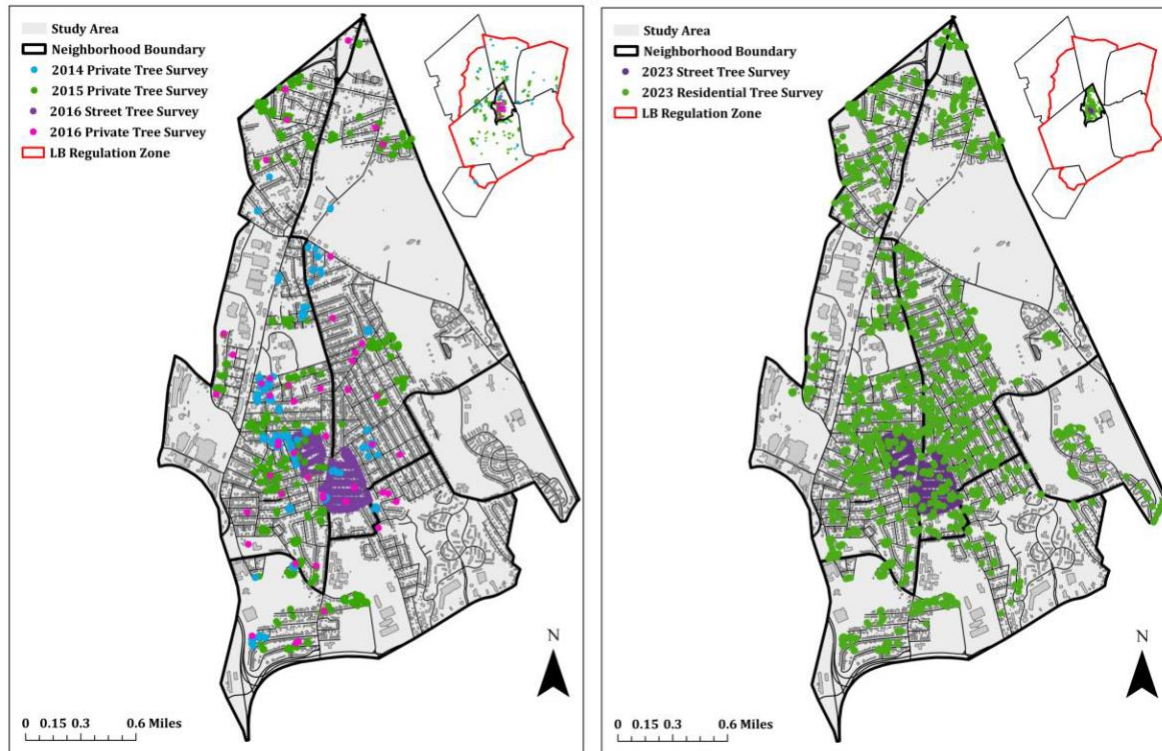 Study Area
Neighborhood Boundary
2014 Private Tree Survey
2015 Private Tree Survey
2016 Street Tree Survey
2016 Private Tree Survey
LB Regulation Zone
N
0 0.15 0.3 0.6 Miles
Study Area
Neighborhood Boundary
2023 Street Tree Survey
2023 Residential Tree Survey
LB Regulation Zone
N
0 0.15 0.3 0.6 Miles